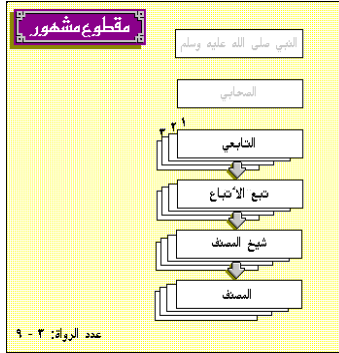 مقطوع مشهور
النبي صلى الله عليه وسلم
الصحابي
١ ٢ ٣
التابعي
تبع الأتباع
شيخ المصنف
المصنف
عدد الرواة: ٣ - ٩